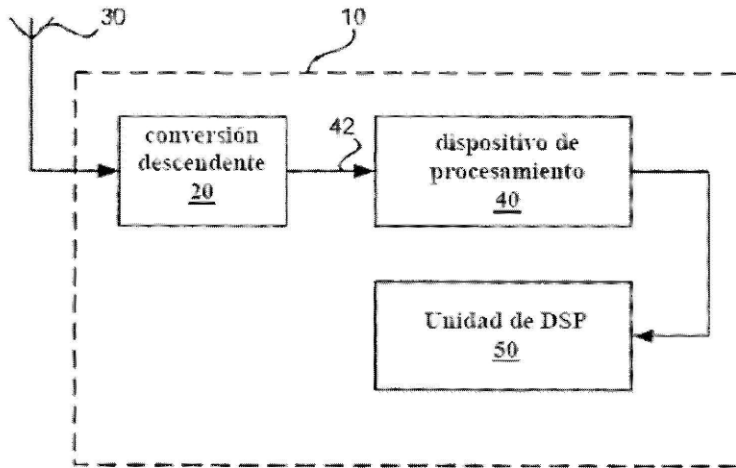 30
10
conversión
descendente
20
42
dispositivo de
procesamiento
40
Unidad de DSP
50